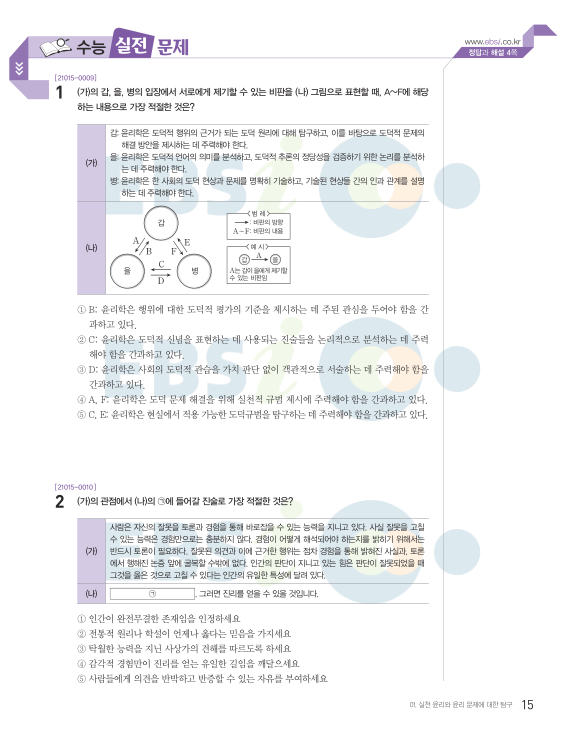 수능 실전 문제
www.ebsi.co.kr
정답과 해설 4쪽
[21015-0009]
1 (가)의 갑, 을, 병의 입장에서 서로에게 제기할 수 있는 비판을 (나) 그림으로 표현할 때, A~F에 해당
하는 내용으로 가장 적절한 것은?
(가)
갑: 윤리학은 도덕적 행위의 근거가 되는 도덕 원리에 대해 탐구하고, 이를 바탕으로 도덕적 문제의
해결 방안을 제시하는 데 주력해야 한다.
을: 윤리학은 도덕적 언어의 의미를 분석하고, 도덕적 추론의 정당성을 검증하기 위한 논리를 분석하
는 데 주력해야 한다.
병: 윤리학은 한 사회의 도덕 현상과 문제를 명확히 기술하고, 기술된 현상들 간의 인과 관계를 설명
하는 데 주력해야 한다.
(나)
갑
A
B
E
F
을
C
D
병
<범 례>
: 비판의 방향
A~F: 비판의 내용
<예 시>
갑 A 을
A는 갑이 을에게 제기할
수 있는 비판임
① B: 윤리학은 행위에 대한 도덕적 평가의 기준을 제시하는 데 주된 관심을 두어야 함을 간
과하고 있다.
② C: 윤리학은 도덕적 신념을 표현하는 데 사용되는 진술들을 논리적으로 분석하는 데 주력
해야 함을 간과하고 있다.
③ D: 윤리학은 사회의 도덕적 관습을 가치 판단 없이 객관적으로 서술하는 데 주력해야 함을
간과하고 있다.
④ A, F: 윤리학은 도덕 문제 해결을 위해 실천적 규범 제시에 주력해야 함을 간과하고 있다.
⑤ C, E: 윤리학은 현실에서 적용 가능한 도덕규범을 탐구하는 데 주력해야 함을 간과하고 있다.
[21015-0010]
2 (가)의 관점에서 (나)의 ㉠에 들어갈 진술로 가장 적절한 것은?
(가)
사람은 자신의 잘못을 토론과 경험을 통해 바로잡을 수 있는 능력을 지니고 있다. 사실 잘못을 고칠
수 있는 능력은 경험만으로는 충분하지 않다. 경험이 어떻게 해석되어야 하는지를 밝히기 위해서는
반드시 토론이 필요하다. 잘못된 의견과 이에 근거한 행위는 점차 경험을 통해 밝혀진 사실과, 토론
에서 행해진 논증 앞에 굴복할 수밖에 없다. 인간의 판단이 지니고 있는 힘은 판단이 잘못되었을 때
그것을 옳은 것으로 고칠 수 있다는 인간의 유일한 특성에 달려 있다.
(나)
㉠ . 그러면 진리를 얻을 수 있을 것입니다.
① 인간이 완전무결한 존재임을 인정하세요
② 전통적 원리나 학설이 언제나 옳다는 믿음을 가지세요
③ 탁월한 능력을 지닌 사상가의 견해를 따르도록 하세요
④ 감각적 경험만이 진리를 얻는 유일한 길임을 깨달으세요
⑤ 사람들에게 의견을 반박하고 반증할 수 있는 자유를 부여하세요
01. 실천 윤리와 윤리 문제에 대한 탐구 15
EBSi
EBSi